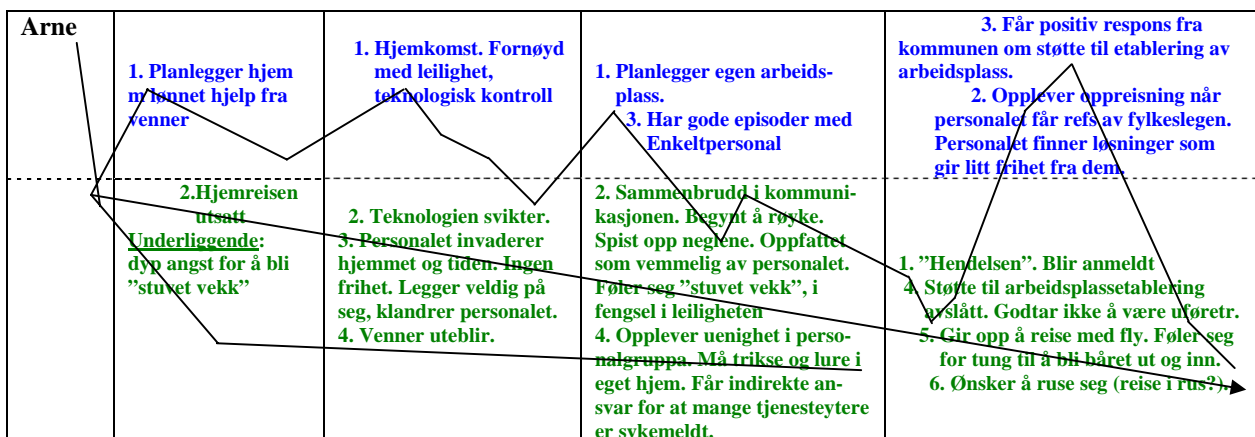 Arne
1. Planlegger hjem
m lønnet hjelp fra
venner
2.Hjemreisen
utsatt
Underliggende:
dyp angst for å bli
”stuvet vekk”
1. Hjemkomst. Fornøyd
med leilighet,
teknologisk kontroll
2. Teknologien svikter.
3. Personalet invaderer
hjemmet og tiden. Ingen
frihet. Legger veldig på
seg, klandrer personalet.
4. Venner uteblir.
1. Planlegger egen arbeids-
plass.
3. Har gode episoder med
Enkeltpersonal
2. Sammenbrudd i kommuni-
kasjonen. Begynt å røyke.
Spist opp neglene. Oppfattet
som vemmelig av personalet.
Føler seg ”stuvet vekk”, i
fengsel i leiligheten
4. Opplever uenighet i perso-
nalgruppa. Må trikse og lure i
eget hjem. Får indirekte an-
svar for at mange tjenesteytere
er sykemeldt.
3. Får positiv respons fra
kommunen om støtte til etablering av
arbeidsplass.
2. Opplever oppreisning når
personalet får refs av fylkeslegen.
Personalet finner løsninger som
gir litt frihet fra dem.
1. ”Hendelsen”. Blir anmeldt
4. Støtte til arbeidsplassetablering
avslått. Godtar ikke å være uføretr.
5. Gir opp å reise med fly. Føler seg
for tung til å bli båret ut og inn.
6. Ønsker å ruse seg (reise i rus?).